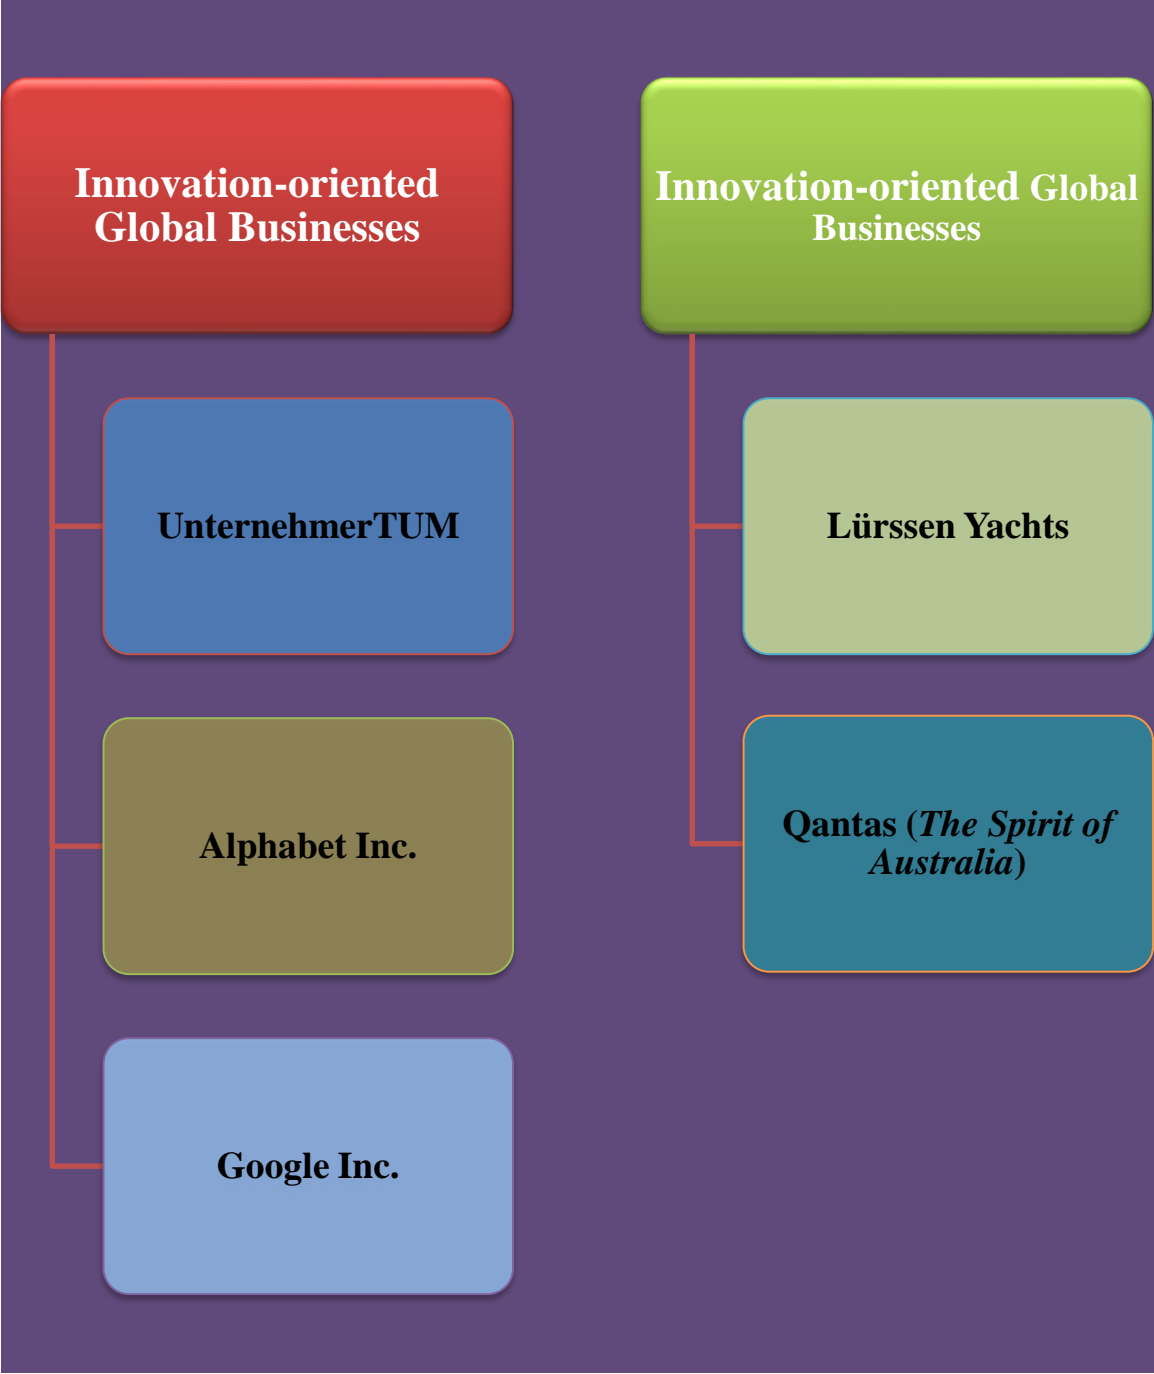 Innovation-oriented
Global Businesses
UnternehmerTUM
Alphabet Inc.
Google Inc.
Innovation-oriented Global
Businesses
Lürssen Yachts
Qantas (The Spirit of
Australia)